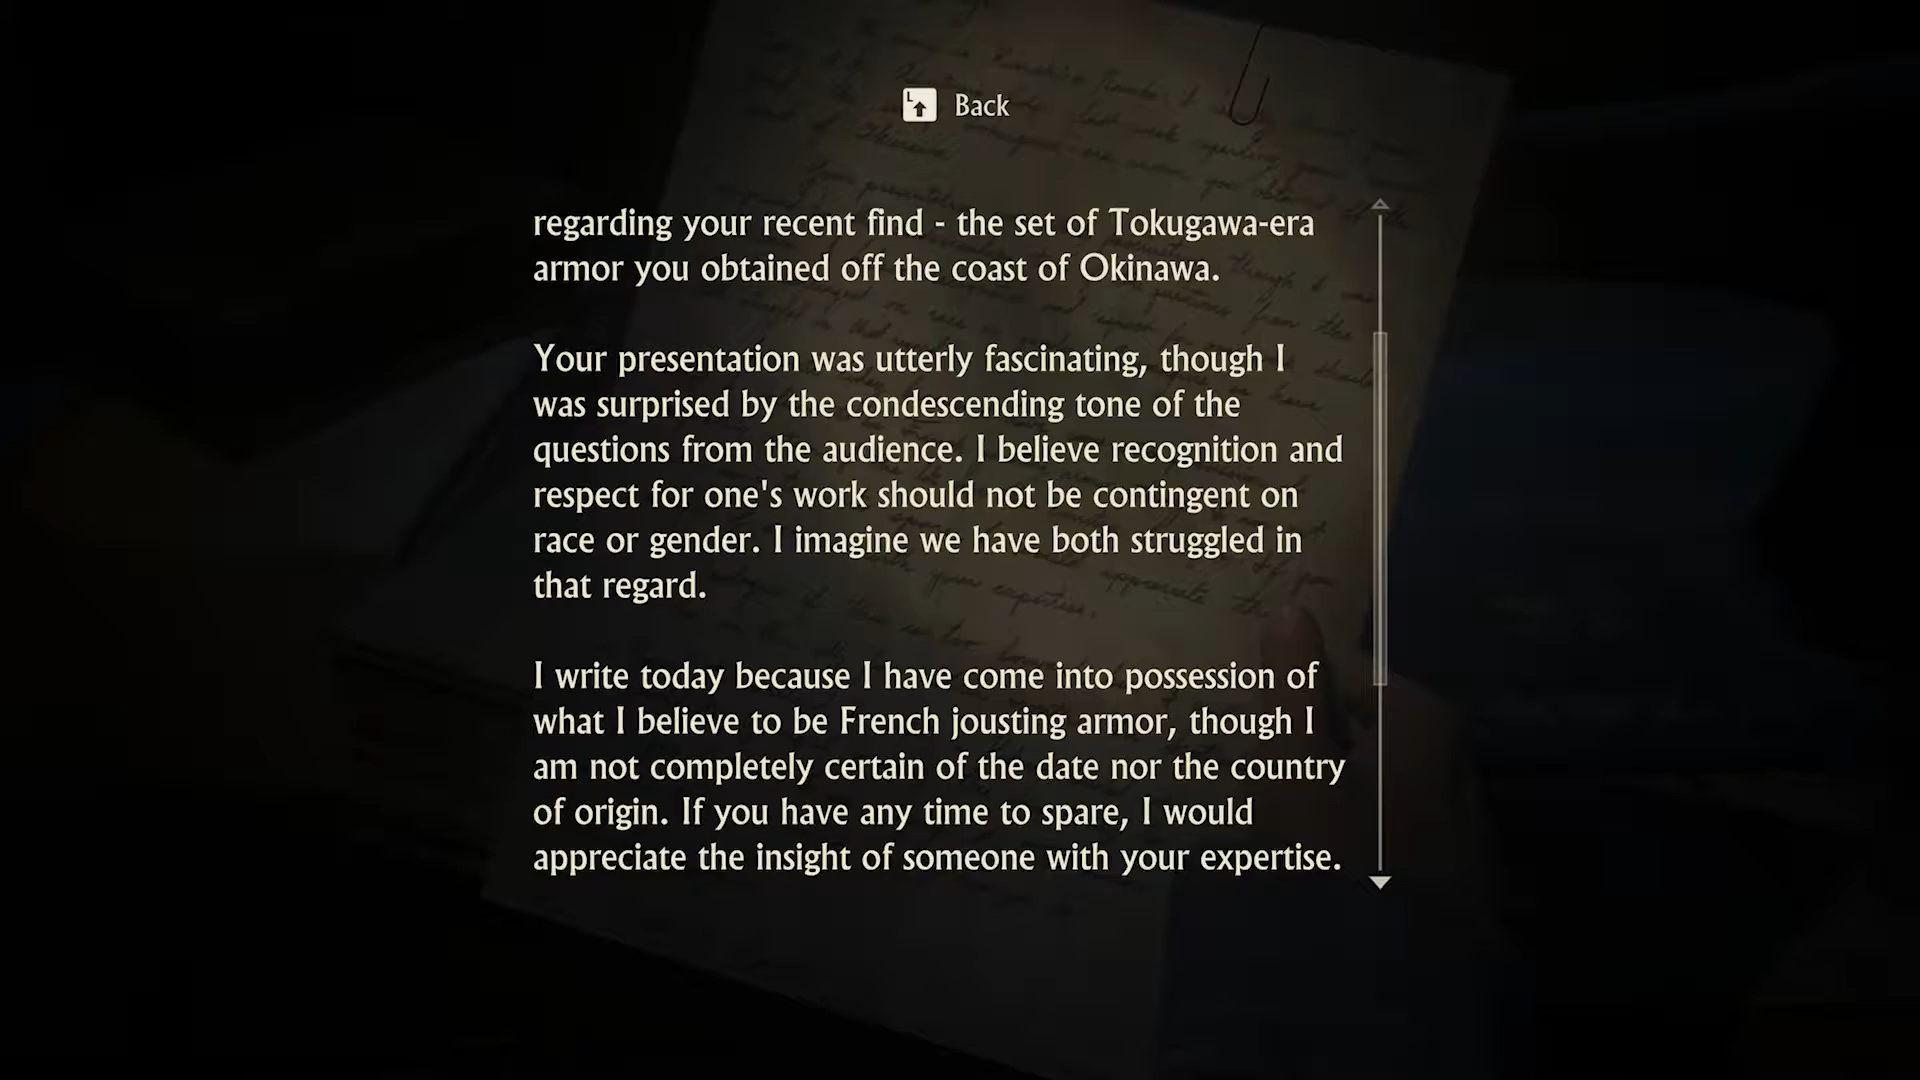 Back
regarding your recent find - the set of Tokugawa-era
armor you obtained off the coast of Okinawa.
Your presentation was utterly fascinating, though I
was surprised by the condescending tone of the
questions from the audience. I believe recognition and
respect for one's work should not be contingent on
race or gender. I imagine we have both struggled in
that regard.
I write today because I have come into possession of
what I believe to be French jousting armor, though I
am not completely certain of the date nor the country
of origin. If you have any time to spare, I would
appreciate the insight of someone with your expertise.